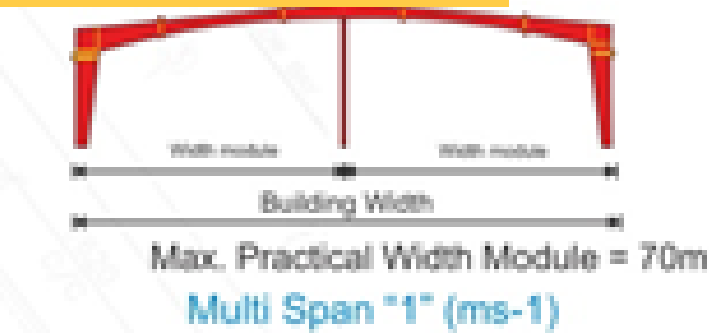 Width module Width module
Building Width
Max. Practical Width Module = 70m
Multi Span "1" (ms-1)